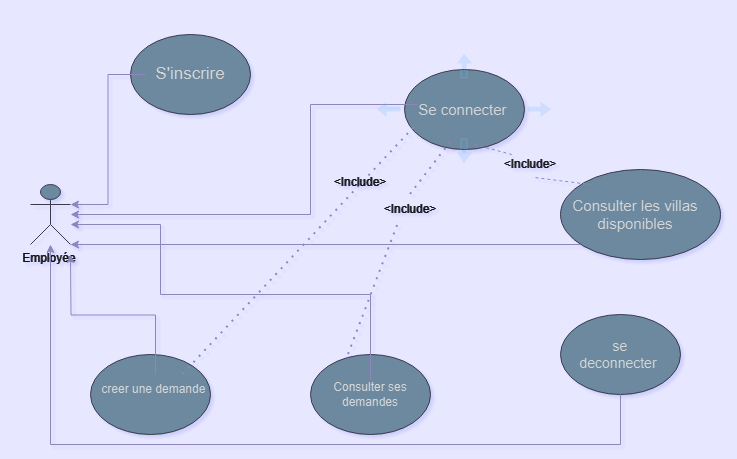 S'inscrire
Se connecter
<Include>
<Include>
<Include>
Consulter les villas
disponibles
Employée
se
deconnecter
creer une demande
Consulter ses
demandes